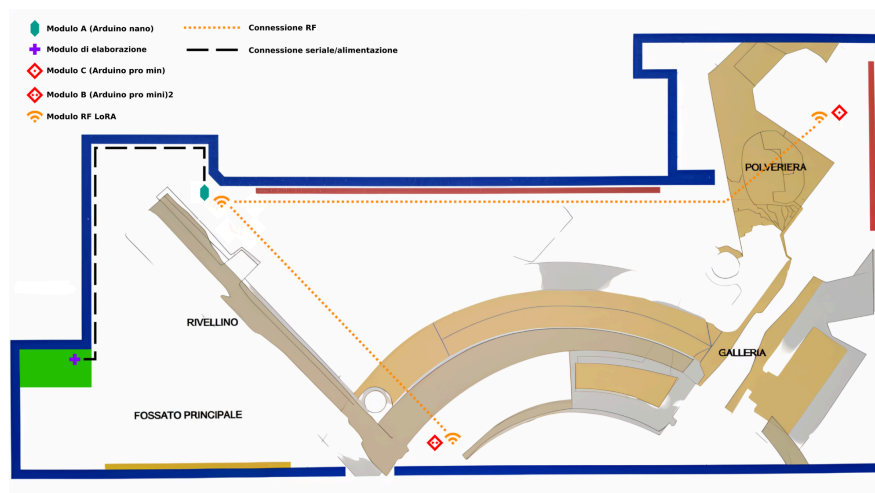 Modulo A (Arduino nano)
Modulo di elaborazione
Modulo C (Arduino pro min)
Modulo B (Arduino pro mini)2
Modulo RF LoRA
Connessione RF
Connessione seriale/alimentazione
POLVERIERA
RIVELLINO
GALLERIA
FOSSATO PRINCIPALE